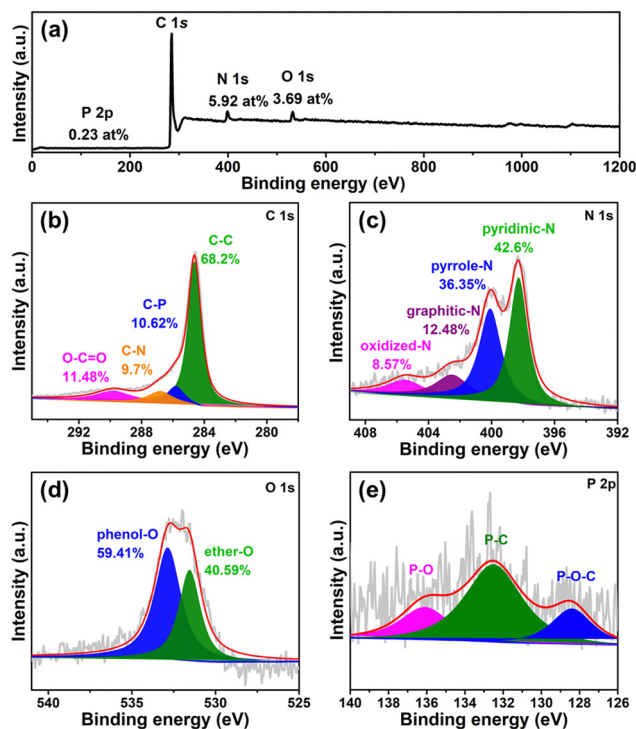 (a)
C 1s
N 1s
O 1s
5.92 at%
3.69 at%
P 2p
0.23 at%
Intensity (a.u.)
0 200 400 600 800 1000 1200
Binding energy (eV)
(b)
C 1s
C-C
68.2%
C-P
10.62%
C-N
9.7%
O-C=O
11.48%
Intensity (a.u.)
292 288 284 280
Binding energy (eV)
(c)
N 1s
pyridinic-N
42.6%
pyrrole-N
36.35%
graphitic-N
12.48%
oxidized-N
8.57%
Intensity (a.u.)
408 404 400 396 392
Binding energy (eV)
(d)
O 1s
phenol-O
59.41%
ether-O
40.59%
Intensity (a.u.)
540 535 530 525
Binding energy (eV)
(e)
P 2p
P-C
P-O
P-O-C
Intensity (a.u.)
140 138 136 134 132 130 128 126
Binding energy (eV)